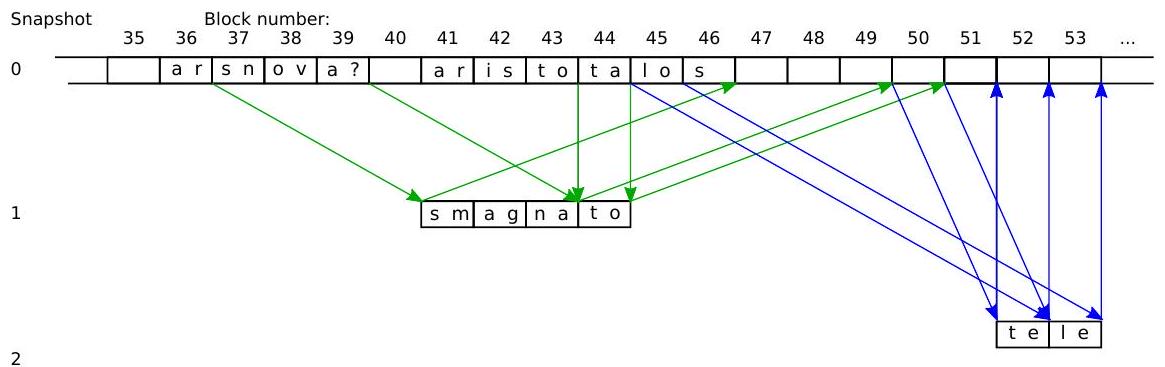 Snapshot Block number:
35 36 37 38 39 40 41 42 43 44 45 46 47 48 49 50 51 52 53 ...
0 a r s n o v a ? a r i s t o t a l o s
1 s m a g n a t o
t e l e
2